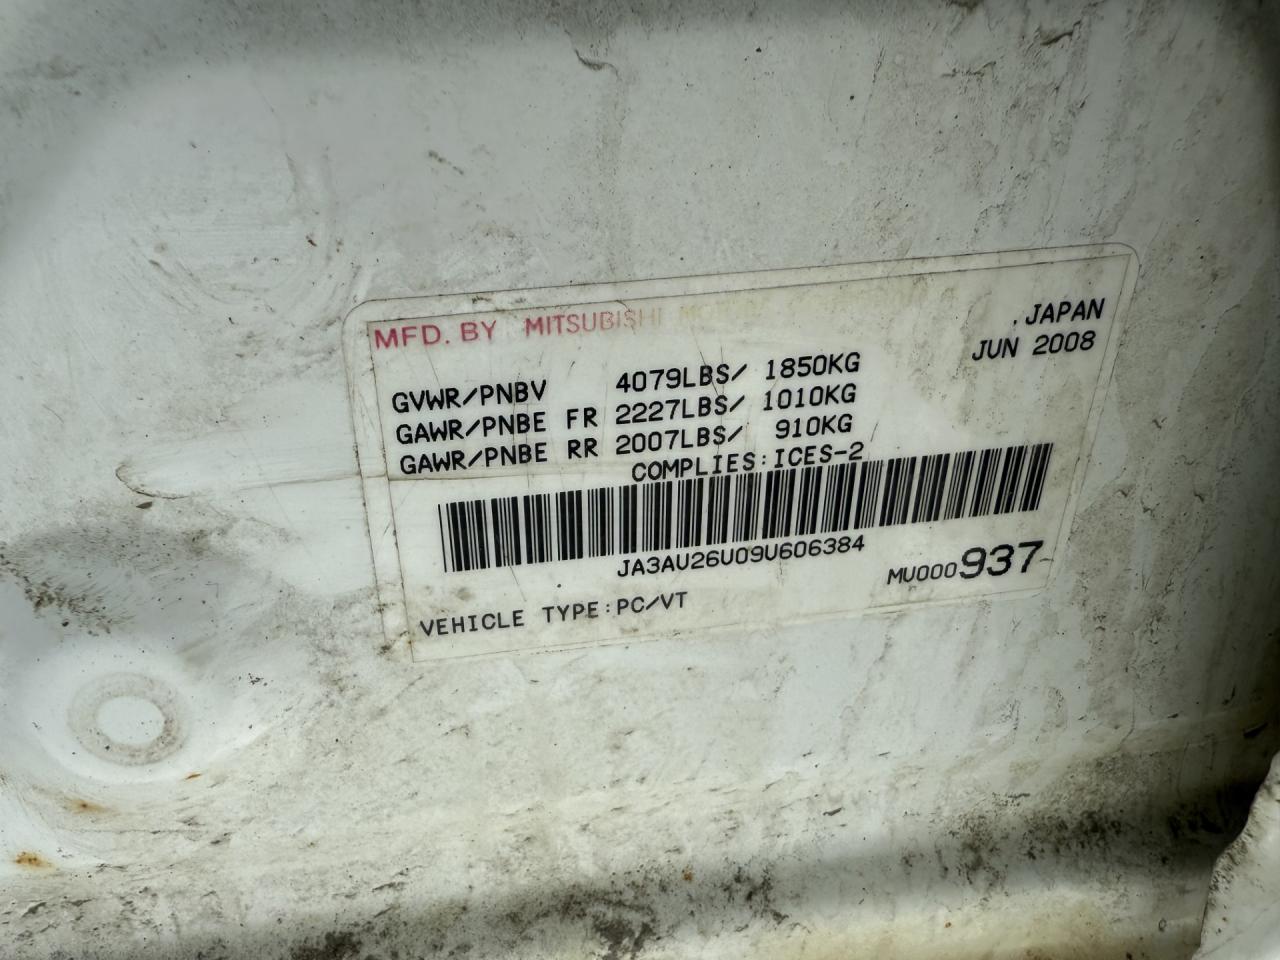 MFD. BY MITSUBISHI MOTORS
JAPAN
JUN 2008
GVWR/PNBV 4079LBS/ 1850KG
GAWR/PNBE FR 2227LBS/ 1010KG
GAWR/PNBE RR 2007LBS/ 910KG
COMPLIES:ICES-2
JA3AU26U09U606384
MU000937
VEHICLE TYPE:PC/VT